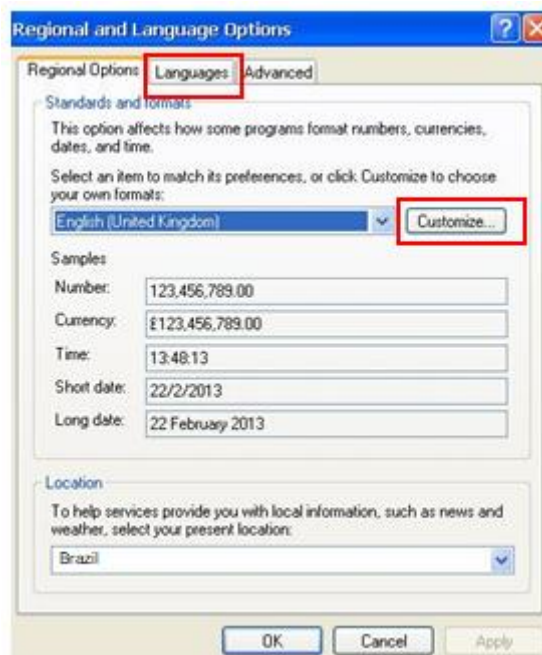 Regional and Language Options
Regional Options Languages Advanced
Standards and formats
This option affects how some programs format numbers, currencies,
dates, and time.
Select an item to match its preferences, or click Customize to choose
your own formats:
English (United Kingdom) Customize...
Samples
Number: 123,456,789.00
Currency: £123,456,789.00
Time: 13:48:13
Short date: 22/2/2013
Long date: 22 February 2013
Location
To help services provide you with local information, such as news and
weather, select your present location:
Brazil
OK Cancel Apply